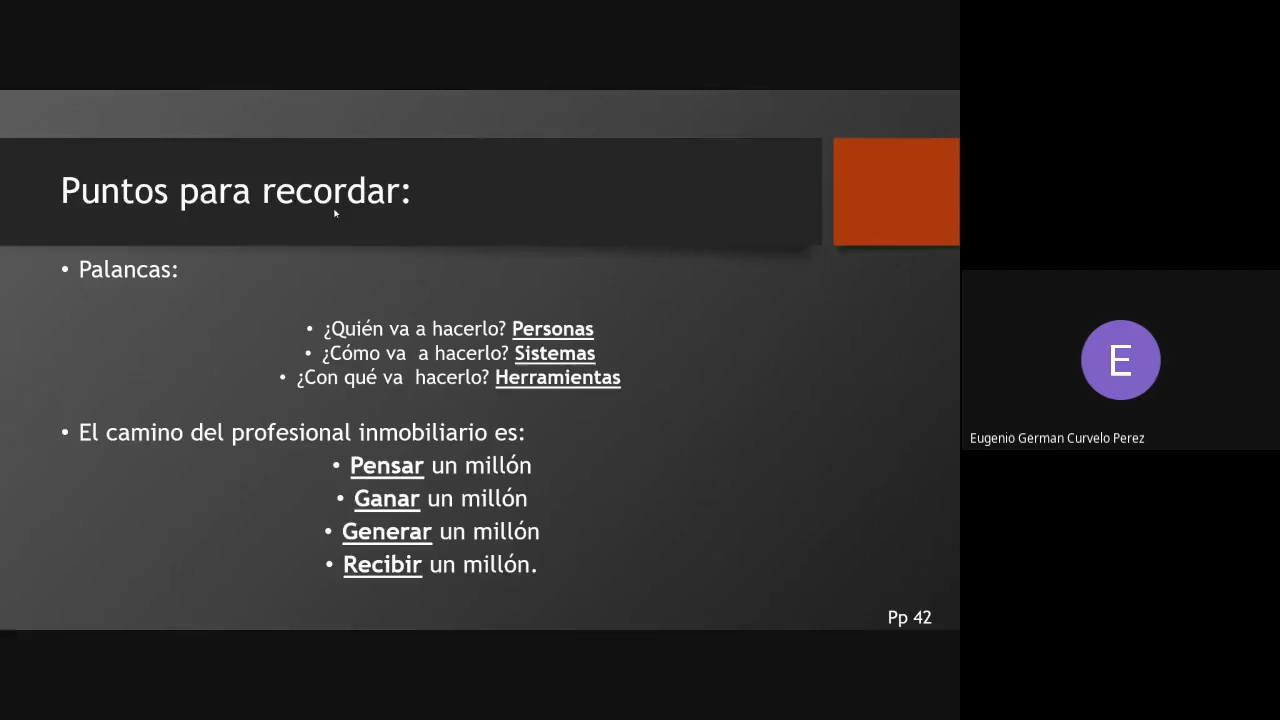 Puntos para recordar:
• Palancas:
• ¿Quién va a hacerlo? Personas
• ¿Cómo va  a hacerlo? Sistemas
• ¿Con qué va  hacerlo? Herramientas
• El camino del profesional inmobiliario es:
• Pensar un millón
• Ganar un millón
• Generar un millón
• Recibir un millón.
Pp 42
E
Eugenio German Curvelo Perez